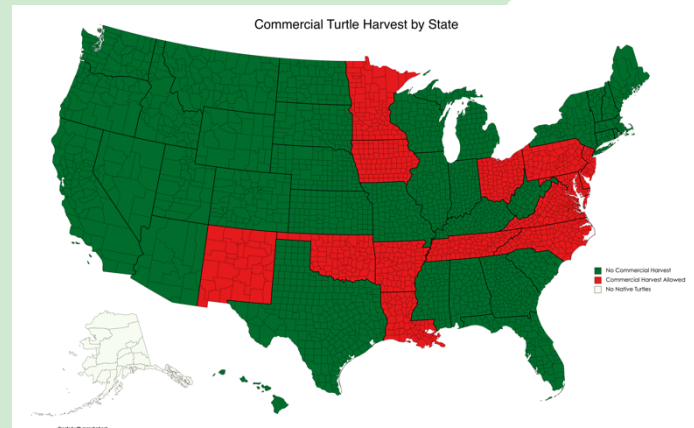 Commercial Turtle Harvest by State
No Commercial Harvest
Commercial Harvest Allowed
No Native Turtles